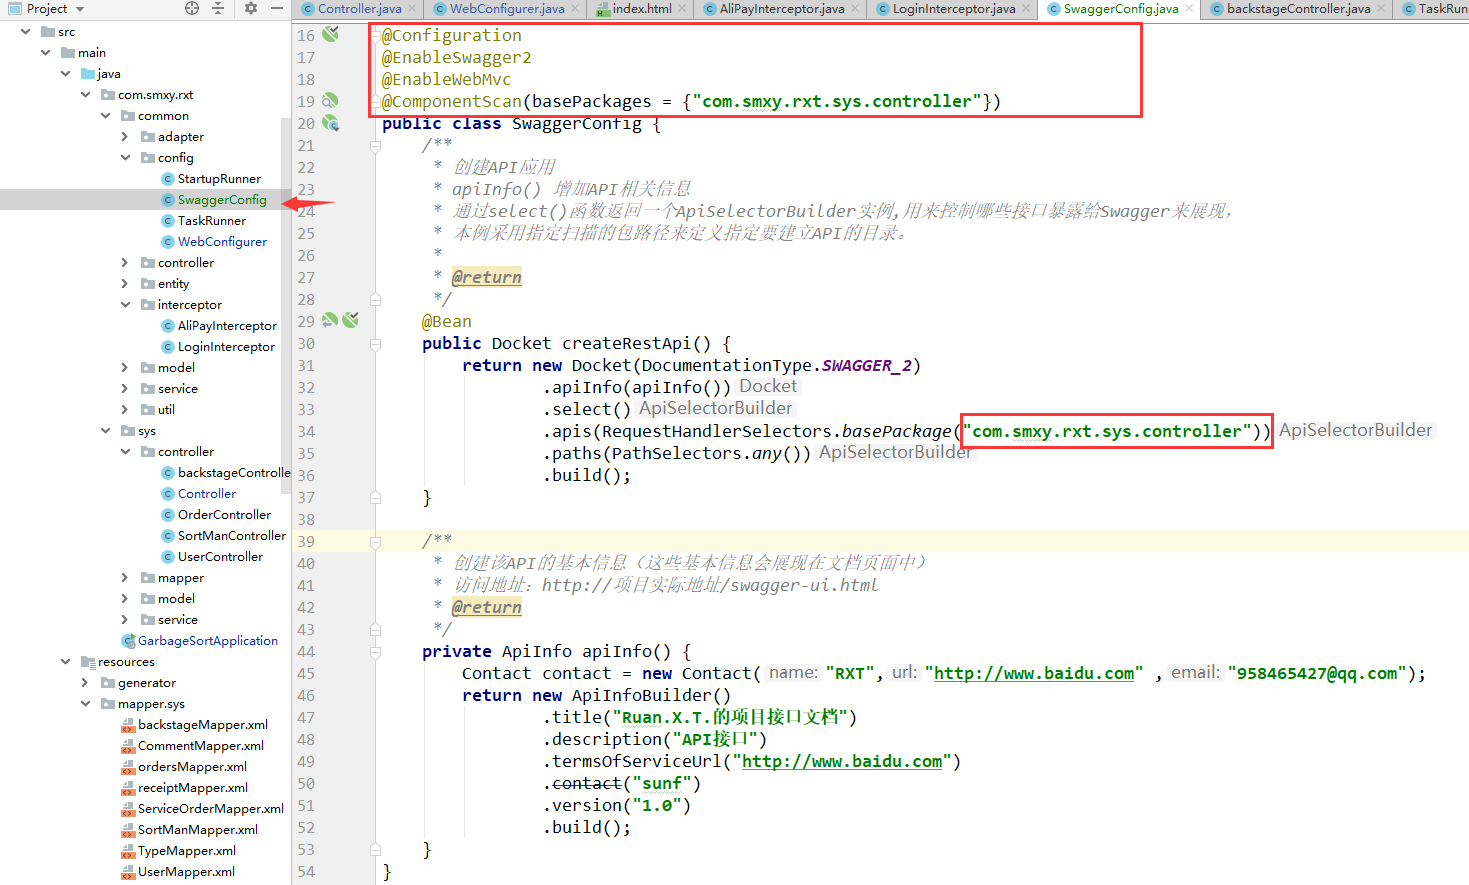 Project
Controller.java
WebConfigurer.java
index.html
AliPayInterceptor.java
LoginInterceptor.java
SwaggerConfig.java
backstageController.java
TaskRun
src
main
java
com.smxy.rxt
common
adapter
config
StartupRunner
SwaggerConfig
TaskRunner
WebConfigurer
controller
entity
interceptor
AliPayInterceptor
LoginInterceptor
model
service
util
sys
controller
backstageControlle
Controller
OrderController
SortManController
UserController
mapper
model
service
GarbageSortApplication
resources
generator
mapper.sys
backstageMapper.xml
CommentMapper.xml
ordersMapper.xml
receiptMapper.xml
ServiceOrderMapper.xml
SortManMapper.xml
TypeMapper.xml
UserMapper.xml
16 @Configuration
17 @EnableSwagger2
18 @EnableWebMvc
19 @ComponentScan(basePackages = {"com.smxy.rxt.sys.controller"})
20 public class SwaggerConfig {
21 /**
22 * 创建API应用
23 * apiInfo() 增加API相关信息
24 * 通过select()函数返回一个ApiSelectorBuilder实例,用来控制哪些接口暴露给Swagger来展现，
25 * 本例采用指定扫描的包路径来定义指定要建立API的目录。
26 *
27 * @return
28 */
29 @Bean
30 public Docket createRestApi() {
31 return new Docket(DocumentationType.SWAGGER_2)
32 .apiInfo(apiInfo()) Docket
33 .select() ApiSelectorBuilder
34 .apis(RequestHandlerSelectors.basePackage("com.smxy.rxt.sys.controller")) ApiSelectorBuilder
35 .paths(PathSelectors.any()) ApiSelectorBuilder
36 .build();
37 }
38
39 /**
40 * 创建该API的基本信息（这些基本信息会展现在文档页面中）
41 * 访问地址：http://项目实际地址/swagger-ui.html
42 * @return
43 */
44 private ApiInfo apiInfo() {
45 Contact contact = new Contact( name: "RXT", url: "http://www.baidu.com" , email: "958465427@qq.com");
46 return new ApiInfoBuilder()
47 .title("Ruan.X.T.的项目接口文档")
48 .description("API接口")
49 .termsOfServiceUrl("http://www.baidu.com")
50 .contact("sunf")
51 .version("1.0")
52 .build();
53 }
54 }